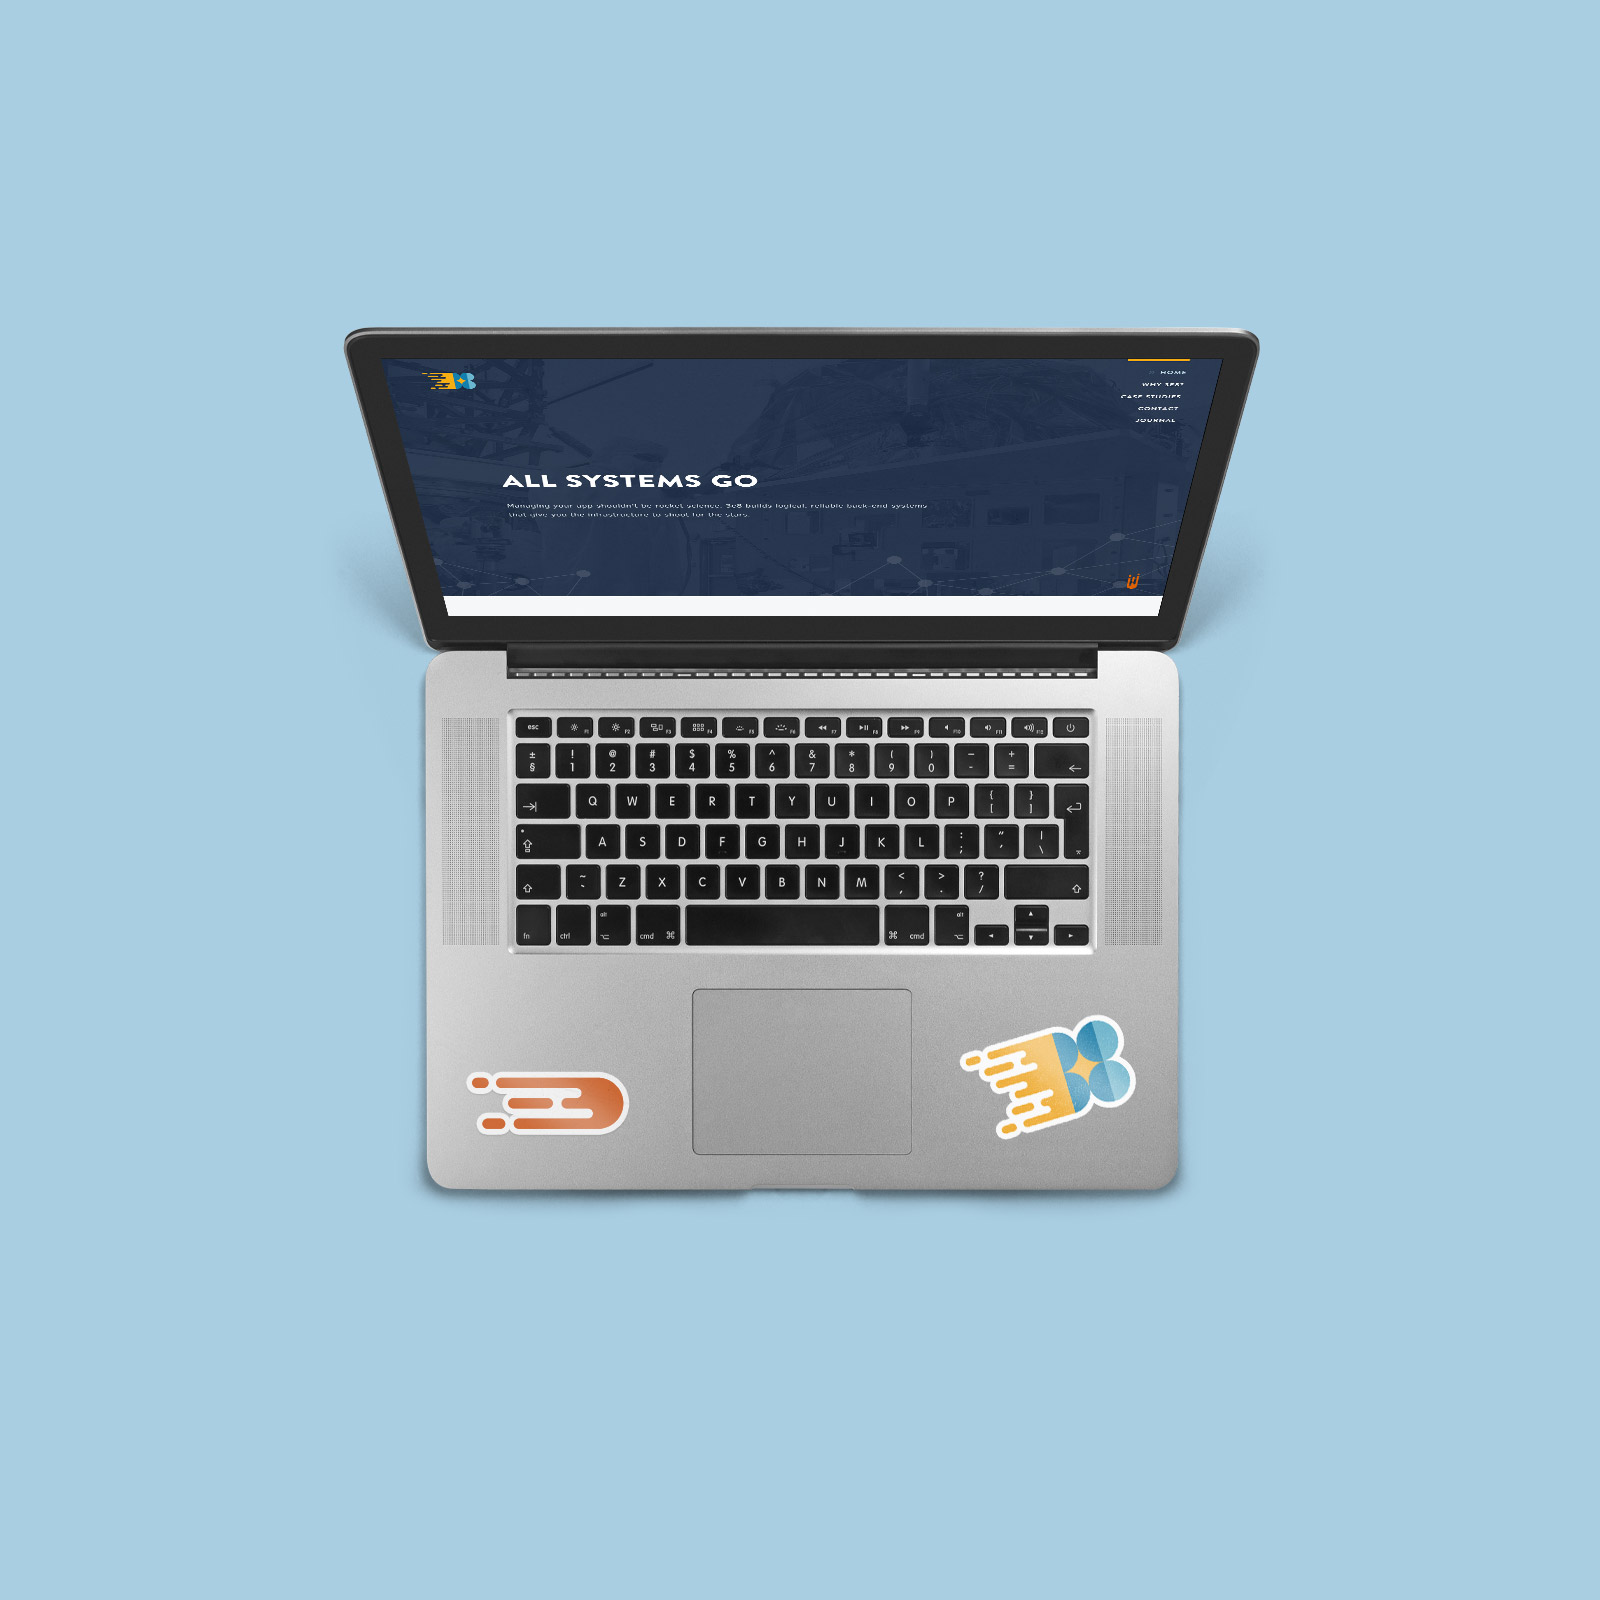 HOME
WHY 3E8?
CASE STUDIES
CONTACT
JOURNAL
ALL SYSTEMS GO
Managing your app shouldn't be rocket science. 3e8 builds logical, reliable back-end systems
that give you the infrastructure to shoot for the stars.
esc F1 F2 F3 F4 F5 F6 F7 F8 F9 F10 F11 F12
± ! @ # $ % ^ & * ( ) — +
§ 1 2 3 4 5 6 7 8 9 0 - =
Q W E R T Y U I O P { }
[ ]
A S D F G H J K L : “ |
; ‘ \
~ Z X C V B N M < > ?
` , . /
alt alt
fn ctrl cmd ⌘ ⌘ cmd